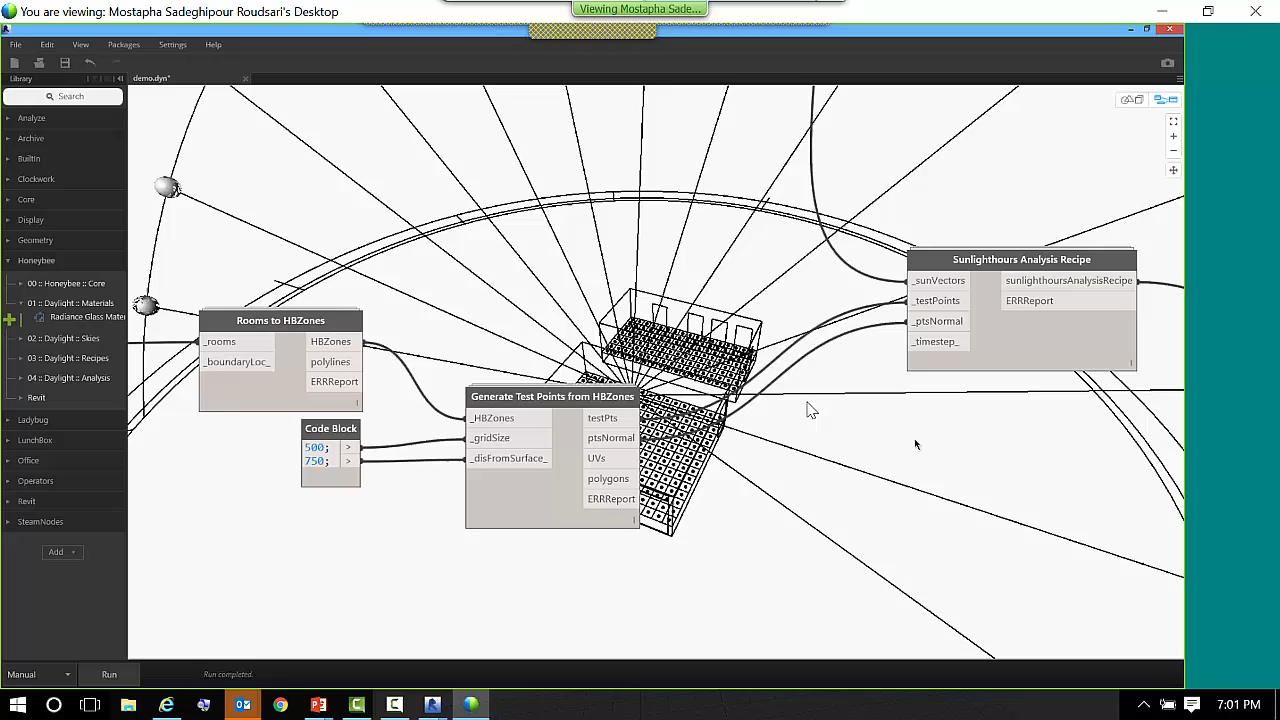 You are viewing: Mostapha Sadeghipour Roudsari's Desktop
Viewing Mostapha Sade...
File Edit View Packages Settings Help
Library
demo.dyn*
Search
Analyze
Archive
BuiltIn
Clockwork
Core
Display
Geometry
Honeybee
00 :: Honeybee :: Core
01 :: Daylight :: Materials
Radiance Glass Mater
02 :: Daylight :: Skies
03 :: Daylight :: Recipes
04 :: Daylight :: Analysis
Revit
Ladybug
LunchBox
Office
Operators
Revit
SteamNodes
Add
Rooms to HBZones
_rooms HBZones
_boundaryLoc_ polylines
ERRReport
Code Block
500; >
750; >
Generate Test Points from HBZones
_HBZones testPts
_gridSize ptsNormal
_disFromSurface_ UVs
polygons
ERRReport
Sunlighthours Analysis Recipe
_sunVectors sunlighthoursAnalysisRecipe
_testPoints ERRReport
_ptsNormal
_timestep_
Manual Run Run completed.
7:01 PM